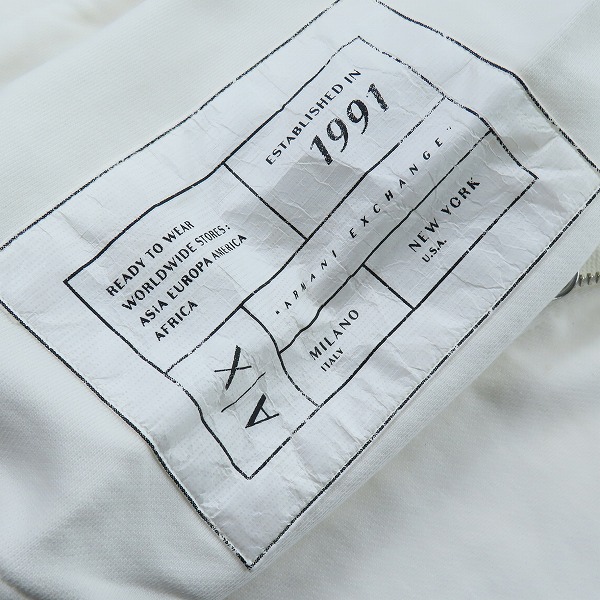 READY TO WEAR
WORLDWIDE STORES:
ASIA EUROPA AMERICA
AFRICA
ESTABLISHED IN
1991
A|X
"ARMANI EXCHANGE"
MILANO
ITALY
NEW YORK
U.S.A.